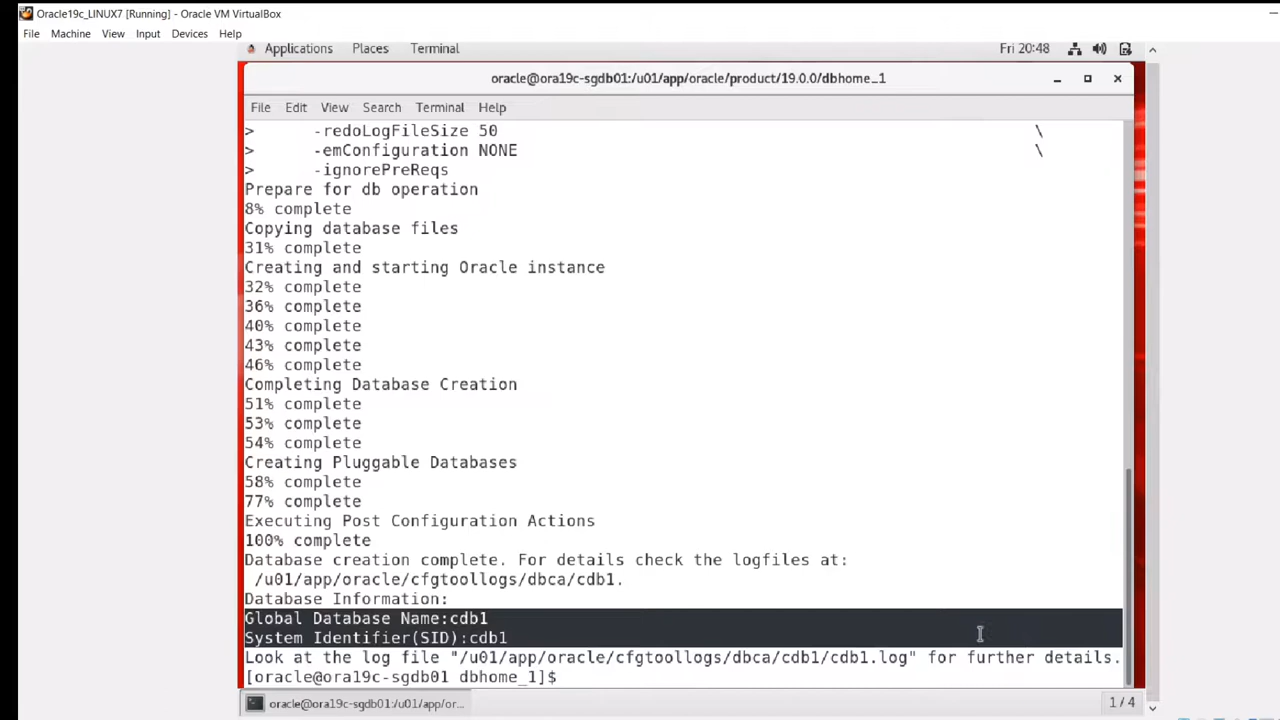 Oracle19c_LINUX7 [Running] - Oracle VM VirtualBox
File Machine View Input Devices Help
Applications Places Terminal Fri 20:48
oracle@ora19c-sgdb01:/u01/app/oracle/product/19.0.0/dbhome_1
File Edit View Search Terminal Help
> -redoLogFileSize 50 \
> -emConfiguration NONE \
> -ignorePreReqs
Prepare for db operation
8% complete
Copying database files
31% complete
Creating and starting Oracle instance
32% complete
36% complete
40% complete
43% complete
46% complete
Completing Database Creation
51% complete
53% complete
54% complete
Creating Pluggable Databases
58% complete
77% complete
Executing Post Configuration Actions
100% complete
Database creation complete. For details check the logfiles at:
 /u01/app/oracle/cfgtoollogs/dbca/cdb1.
Database Information:
Global Database Name:cdb1
System Identifier(SID):cdb1
Look at the log file "/u01/app/oracle/cfgtoollogs/dbca/cdb1/cdb1.log" for further details.
[oracle@ora19c-sgdb01 dbhome_1]$
oracle@ora19c-sgdb01:/u01/app/or... 1 / 4